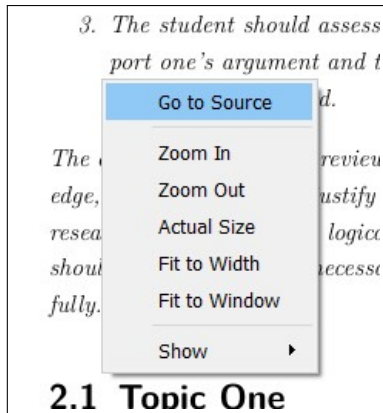 3. The student should assess
port one's argument and t
Go to Source d.
Zoom In
The review
Zoom Out
edge, ustify
Actual Size
resea logica
Fit to Width
shoul necessa
Fit to Window
fully.
Show
2.1 Topic One